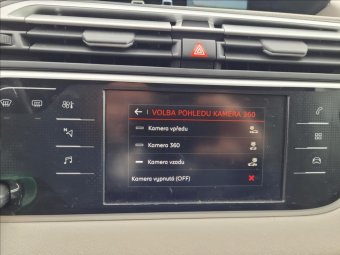 VOLBA POHLEDU KAMERA 360
Kamera vpředu
Kamera 360
Kamera vzadu
Kamera vypnutá (OFF)